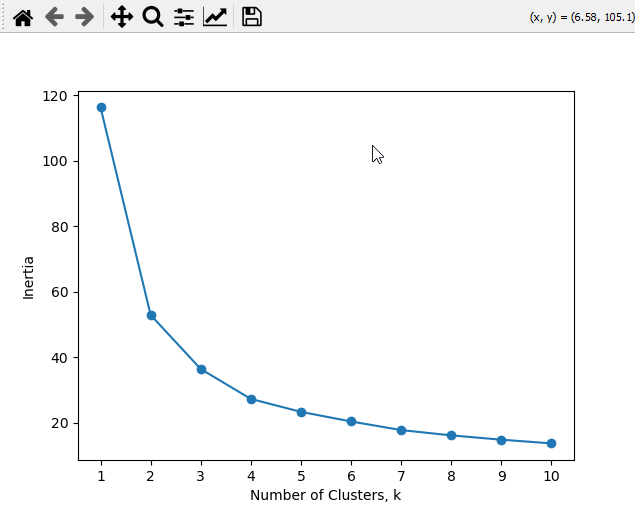 (x, y) = (6.58, 105.1)
120
100
80
60
40
20
Inertia
1 2 3 4 5 6 7 8 9 10
Number of Clusters, k